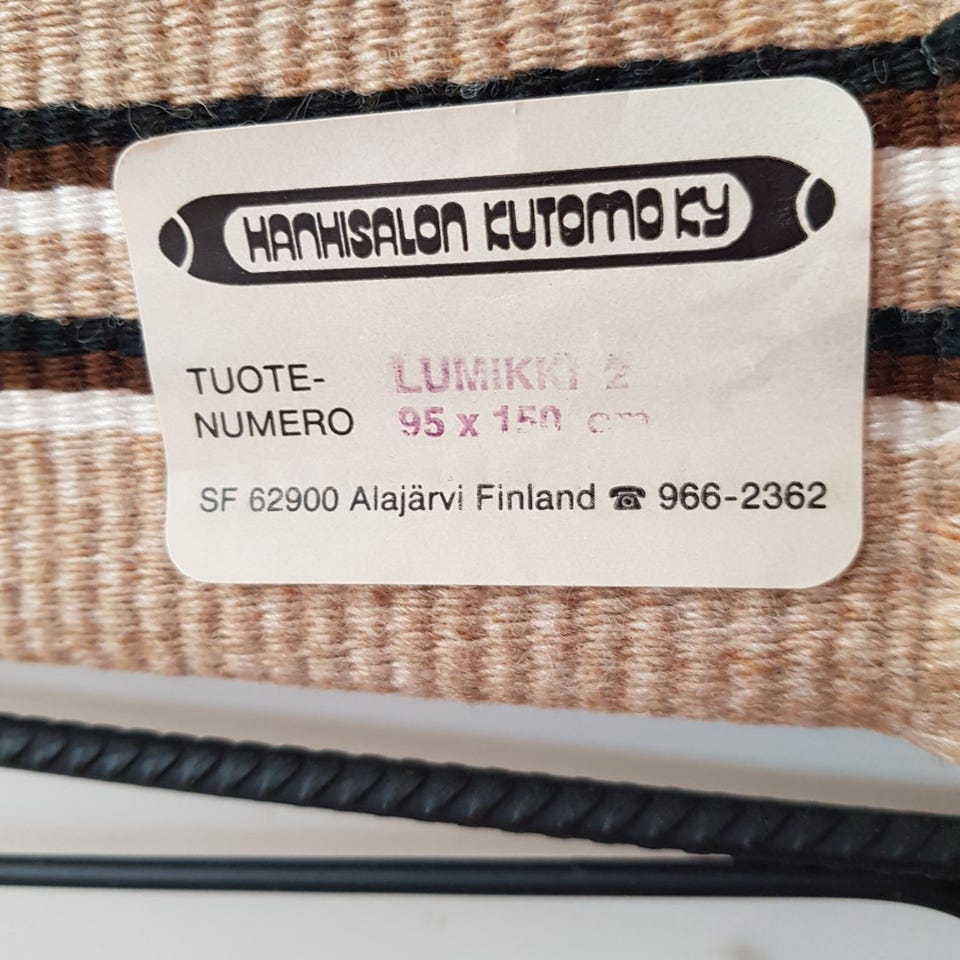 HANHISALON KUTOMO KY
TUOTE-
NUMERO
LUMIKKI 2
95 x 150 cm
SF 62900 Alajärvi Finland ☎ 966-2362